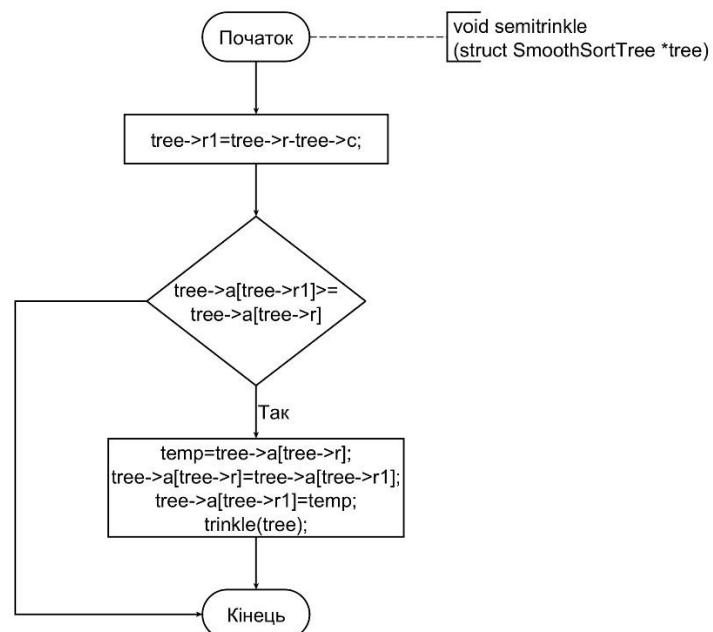 Початок
void semitrinkle
(struct SmoothSortTree *tree)
tree->r1=tree->r-tree->c;
tree->a[tree->r1]>=
tree->a[tree->r]
Так
temp=tree->a[tree->r];
tree->a[tree->r]=tree->a[tree->r1];
tree->a[tree->r1]=temp;
trinkle(tree);
Кінець